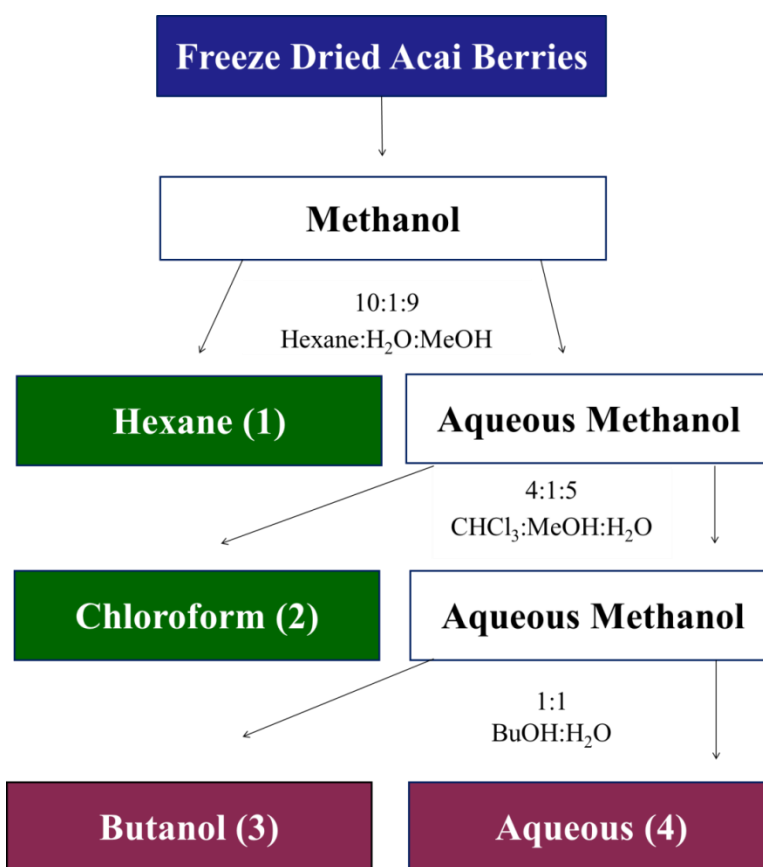 Freeze Dried Acai Berries
Methanol
10:1:9
Hexane:H₂O:MeOH
Hexane (1)
Aqueous Methanol
4:1:5
CHCl₃:MeOH:H₂O
Chloroform (2)
Aqueous Methanol
1:1
BuOH:H₂O
Butanol (3)
Aqueous (4)